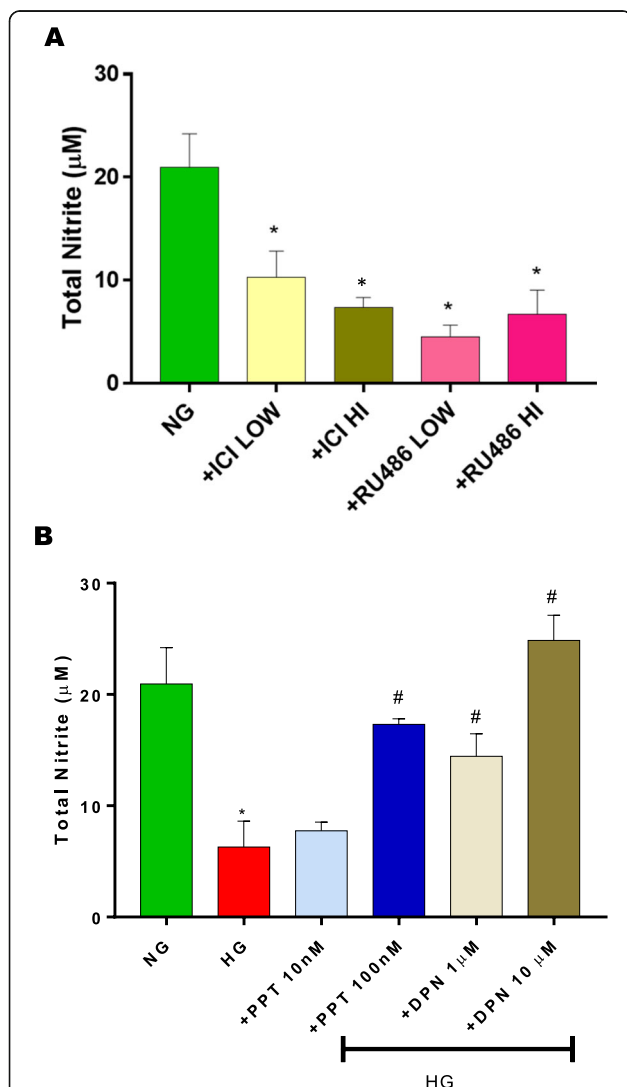 A
Total Nitrite (μM)
30
20
10
0
*
*
*
*
NG
+ICI LOW
+ICI HI
+RU486 LOW
+RU486 HI
B
Total Nitrite (μM)
30
20
10
0
*
#
#
#
NG
HG
+PPT 10nM
+PPT 100nM
+DPN 1μM
+DPN 10 μM
HG